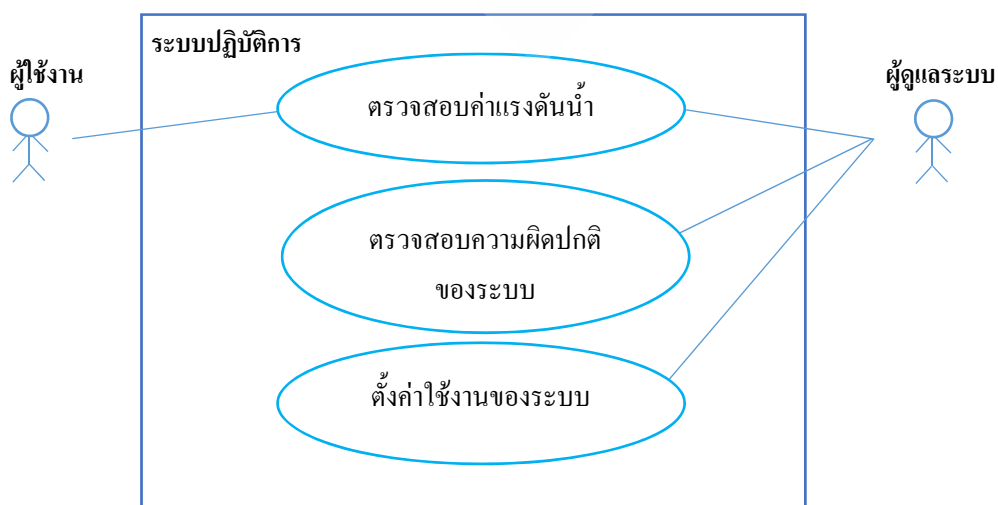 ระบบปฏิบัติการ
ผู้ใช้งาน
ผู้ดูแลระบบ
ตรวจสอบค่าแรงดันน้ำ
ตรวจสอบความผิดปกติ
ของระบบ
ตั้งค่าใช้งานของระบบ